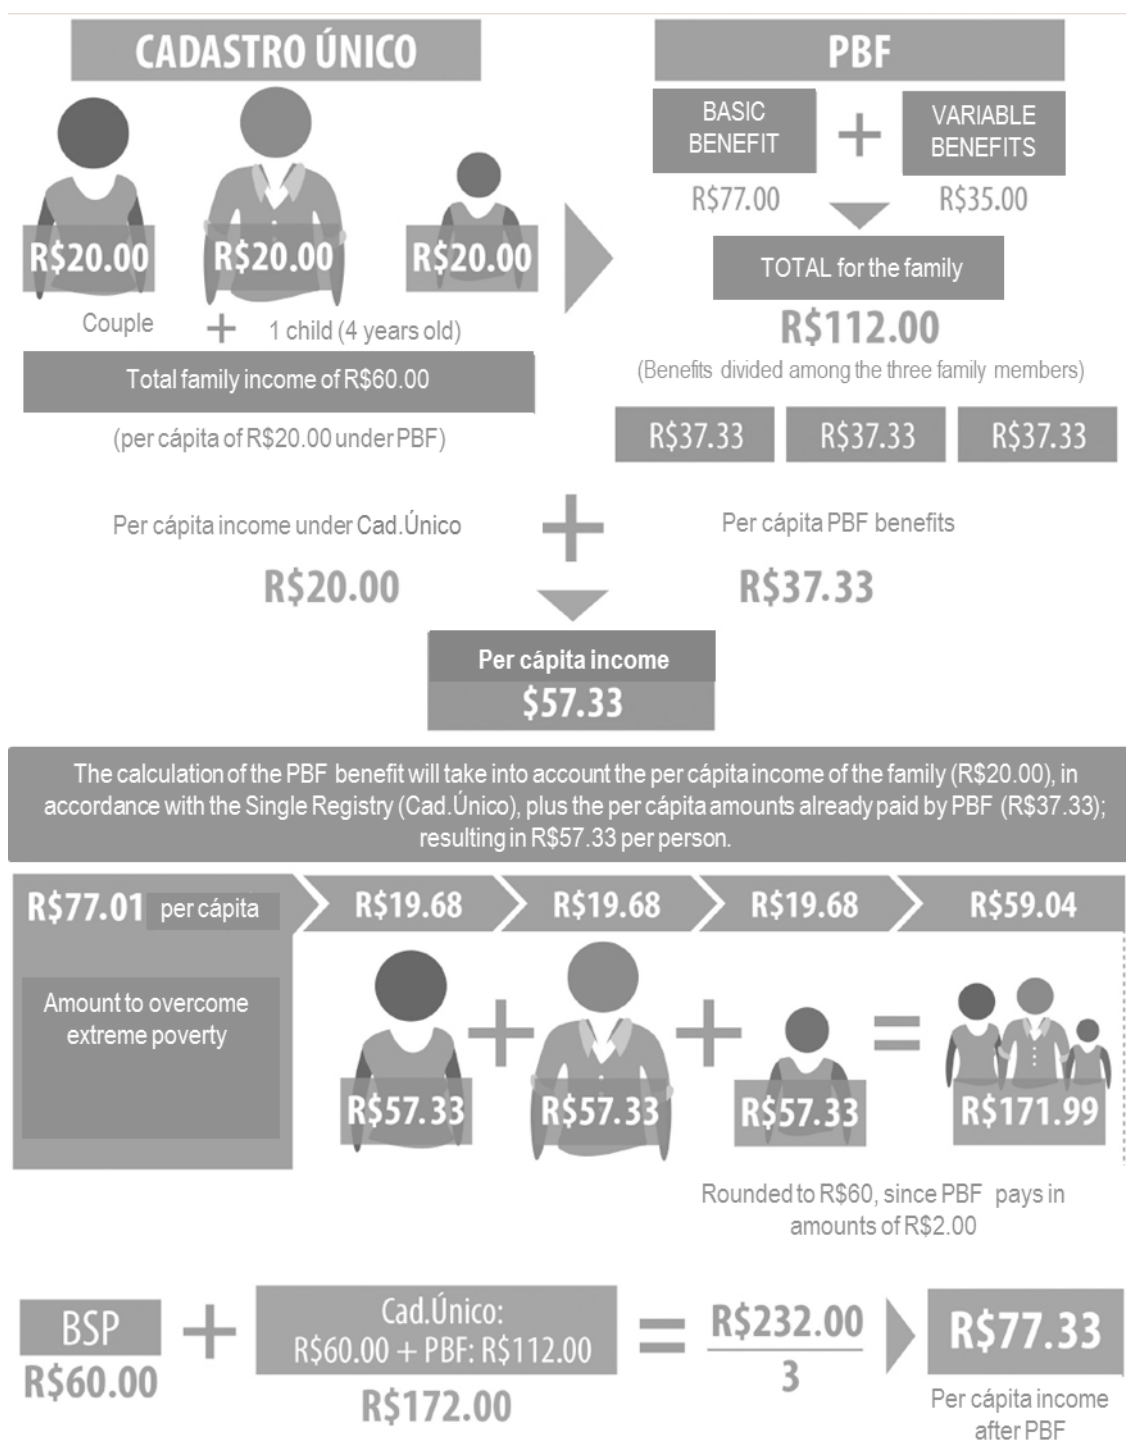 CADASTRO ÚNICO
R$20.00
R$20.00
R$20.00
Couple
+
1 child (4 years old)
Total family income of R$60.00
(per cápita of R$20.00 under PBF)
PBF
BASIC
BENEFIT
+
VARIABLE
BENEFITS
R$77.00
R$35.00
TOTAL for the family
R$112.00
(Benefits divided among the three family members)
R$37.33
R$37.33
R$37.33
Per cápita income under Cad.Único
R$20.00
+
Per cápita PBF benefits
R$37.33
Per cápita income
$57.33
The calculation of the PBF benefit will take into account the per cápita income of the family (R$20.00), in
accordance with the Single Registry (Cad.Único), plus the per cápita amounts already paid by PBF (R$37.33);
resulting in R$57.33 per person.
R$77.01 per cápita
R$19.68
R$19.68
R$19.68
R$59.04
Amount to overcome
extreme poverty
R$57.33
+
R$57.33
+
R$57.33
=
R$171.99
Rounded to R$60, since PBF pays in
amounts of R$2.00
BSP
R$60.00
+
Cad.Único:
R$60.00 + PBF: R$112.00
R$172.00
=
R$232.00
3
R$77.33
Per cápita income
after PBF